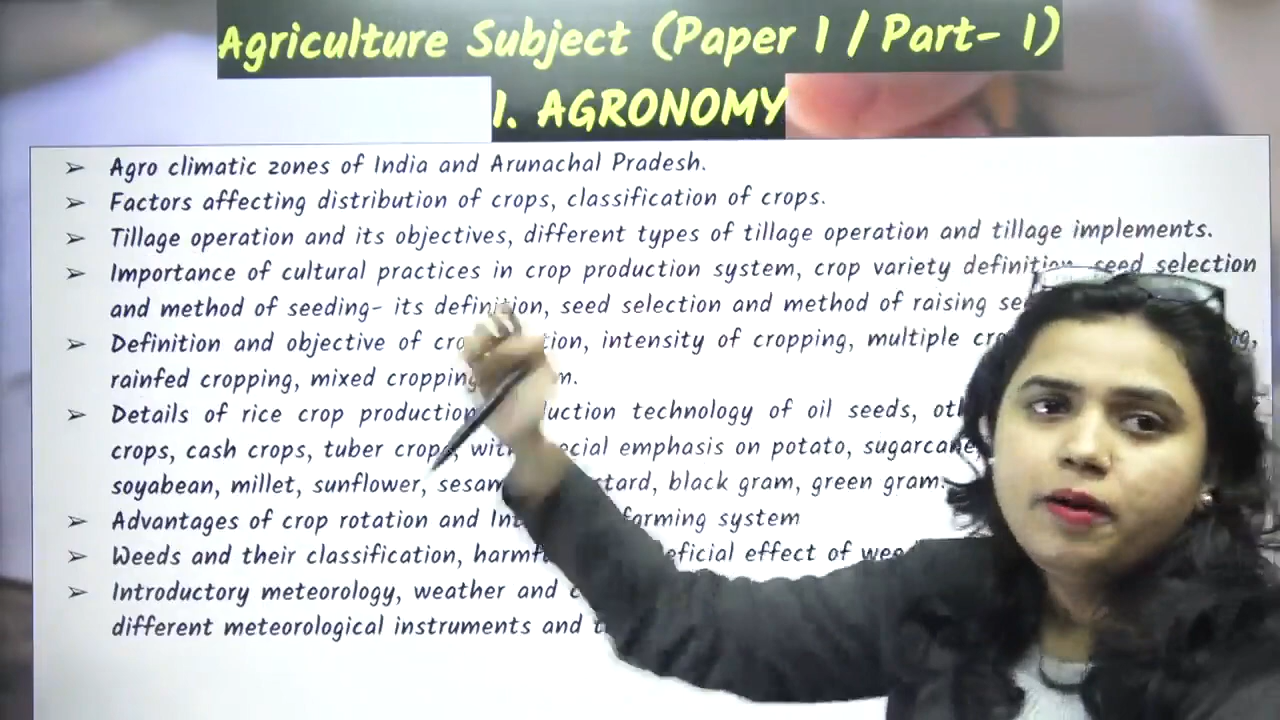 Agriculture Subject (Paper 1 / Part- 1)
1. AGRONOMY
➢ Agro climatic zones of India and Arunachal Pradesh.
➢ Factors affecting distribution of crops, classification of crops.
➢ Tillage operation and its objectives, different types of tillage operation and tillage implements.
➢ Importance of cultural practices in crop production system, crop variety definition, seed selection
and method of seeding- its definition, seed selection and method of raising
➢ Definition and objective of intensity of cropping, multiple
rainfed cropping, mixed cropping
➢ Details of rice crop production technology of oil seeds,
crops, cash crops, tuber crops, emphasis on potato, sugarcane,
soyabean, millet, sunflower, black gram, green gram.
➢ Advantages of crop rotation and farming system
➢ Weeds and their classification, effect of
➢ Introductory meteorology, weather and
different meteorological instruments and